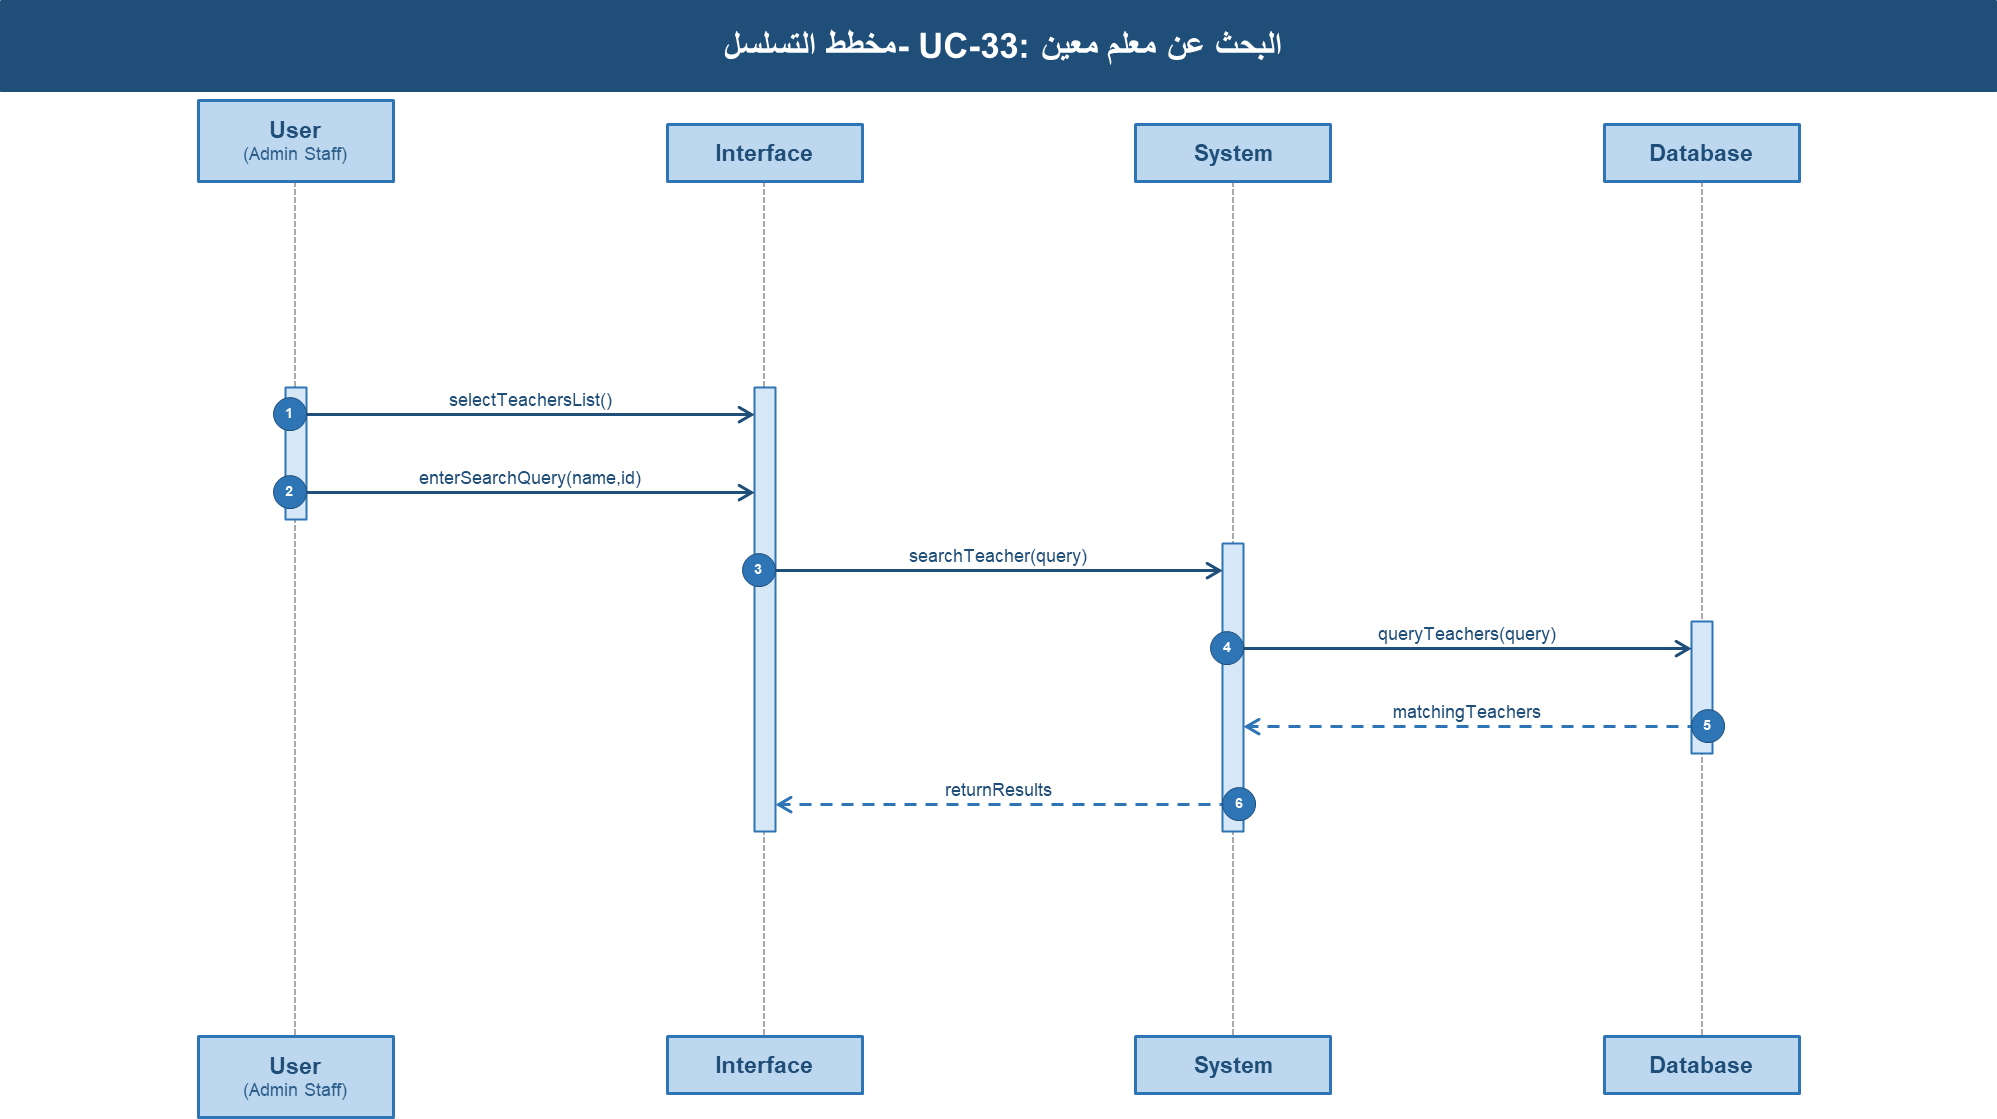 مخطط التسلسل- UC-33: البحث عن معلم معين
User
(Admin Staff)
Interface
System
Database
1
selectTeachersList()
2
enterSearchQuery(name,id)
3
searchTeacher(query)
4
queryTeachers(query)
matchingTeachers
5
returnResults
6
User
(Admin Staff)
Interface
System
Database